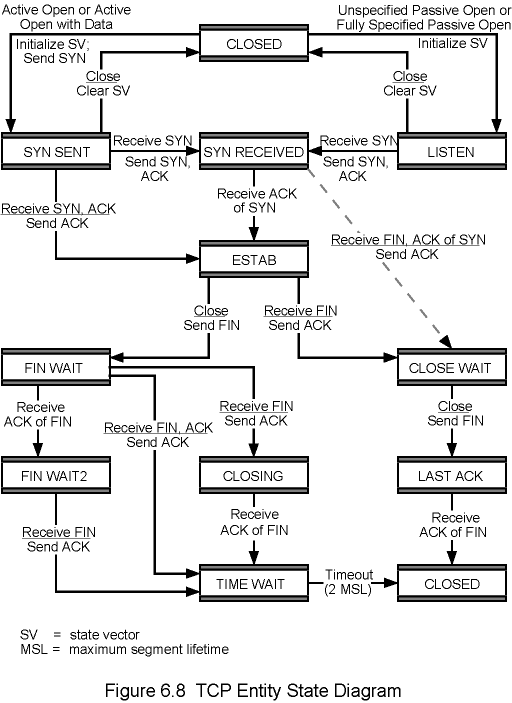 Active Open or Active
Open with Data
Unspecified Passive Open or
Fully Specified Passive Open
CLOSED
Initialize SV;
Send SYN
Initialize SV
Close
Clear SV
Close
Clear SV
SYN SENT
Receive SYN
Send SYN,
ACK
SYN RECEIVED
Receive SYN
Send SYN,
ACK
LISTEN
Receive SYN, ACK
Send ACK
Receive ACK
of SYN
Receive FIN, ACK of SYN
Send ACK
ESTAB
Close
Send FIN
Receive FIN
Send ACK
FIN WAIT
CLOSE WAIT
Receive
ACK of FIN
Receive FIN, ACK
Send ACK
Receive FIN
Send ACK
Close
Send FIN
FIN WAIT2
CLOSING
LAST ACK
Receive FIN
Send ACK
Receive
ACK of FIN
Receive
ACK of FIN
TIME WAIT
Timeout
(2 MSL)
CLOSED
SV = state vector
MSL = maximum segment lifetime
Figure 6.8 TCP Entity State Diagram